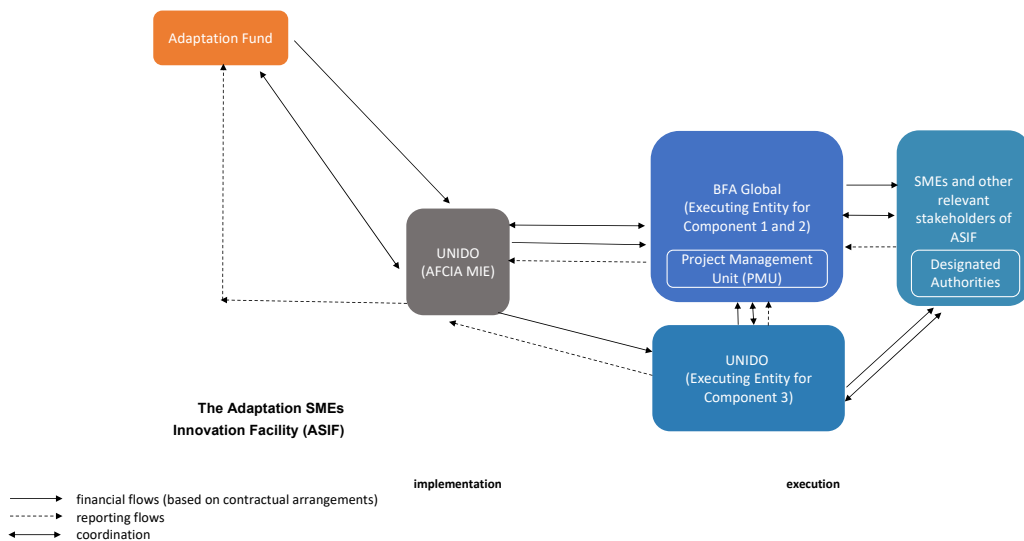 Adaptation Fund
UNIDO
(AFCIA MIE)
BFA Global
(Executing Entity for
Component 1 and 2)
Project Management
Unit (PMU)
SMEs and other
relevant
stakeholders of
ASIF
Designated
Authorities
UNIDO
(Executing Entity for
Component 3)
The Adaptation SMEs
Innovation Facility (ASIF)
implementation
execution
financial flows (based on contractual arrangements)
reporting flows
coordination